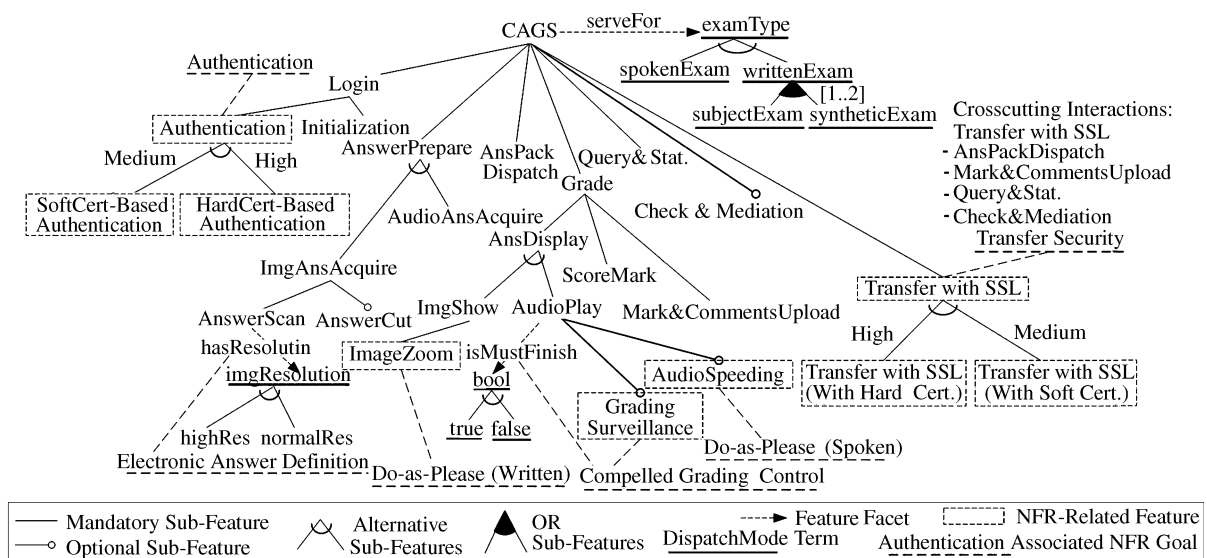 CAGS
serveFor
examType
spokenExam
writtenExam
[1..2]
subjectExam
syntheticExam
Authentication
Login
Authentication
Initialization
Medium
High
SoftCert-Based
Authentication
HardCert-Based
Authentication
AnswerPrepare
AnsPack
Dispatch
Query& Stat.
Grade
Check & Mediation
AudioAnsAcquire
AnsDisplay
ImgAnsAcquire
ScoreMark
AnswerScan
AnswerCut
ImgShow
AudioPlay
Mark&CommentsUpload
hasResolutin
imgResolution
highRes
normalRes
Electronic Answer Definition
ImageZoom
isMustFinish
bool
true
false
AudioSpeeding
Grading
Surveillance
Do-as-Please (Spoken)
Do-as-Please (Written)
Compelled Grading Control
Crosscutting Interactions:
Transfer with SSL
- AnsPackDispatch
- Mark&CommentsUpload
- Query&Stat.
- Check&Mediation
Transfer Security
Transfer with SSL
High
Medium
Transfer with SSL
(With Hard Cert.)
Transfer with SSL
(With Soft Cert.)
Mandatory Sub-Feature
Optional Sub-Feature
Alternative
Sub-Features
OR
Sub-Features
Feature Facet
DispatchMode Term
NFR-Related Feature
Authentication Associated NFR Goal